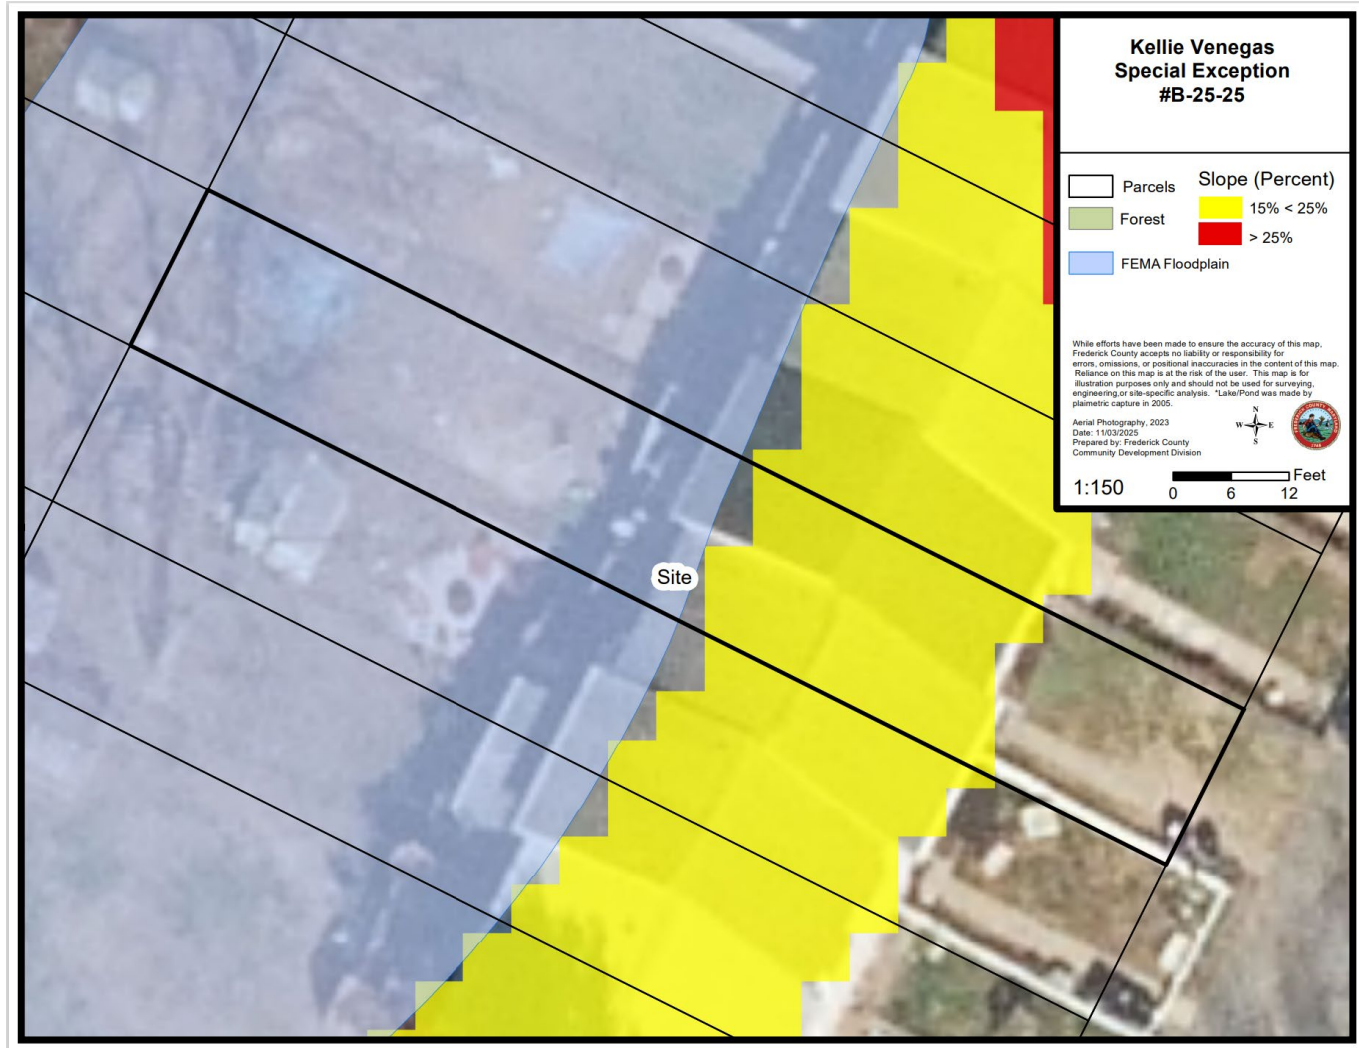 Kellie Venegas
Special Exception
#B-25-25
Parcels
Forest
FEMA Floodplain
Slope (Percent)
15% < 25%
> 25%
While efforts have been made to ensure the accuracy of this map,
Frederick County accepts no liability or responsibility for
errors, omissions, or positional inaccuracies in the content of this map.
Reliance on this map is at the risk of the user. This map is for
illustration purposes only and should not be used for surveying,
engineering,or site-specific analysis. *Lake/Pond was made by
plaimetric capture in 2005.
Aerial Photography, 2023
Date: 11/03/2025
Prepared by: Frederick County
Community Development Division
N
W E
S
1:150
Feet
0 6 12
Site